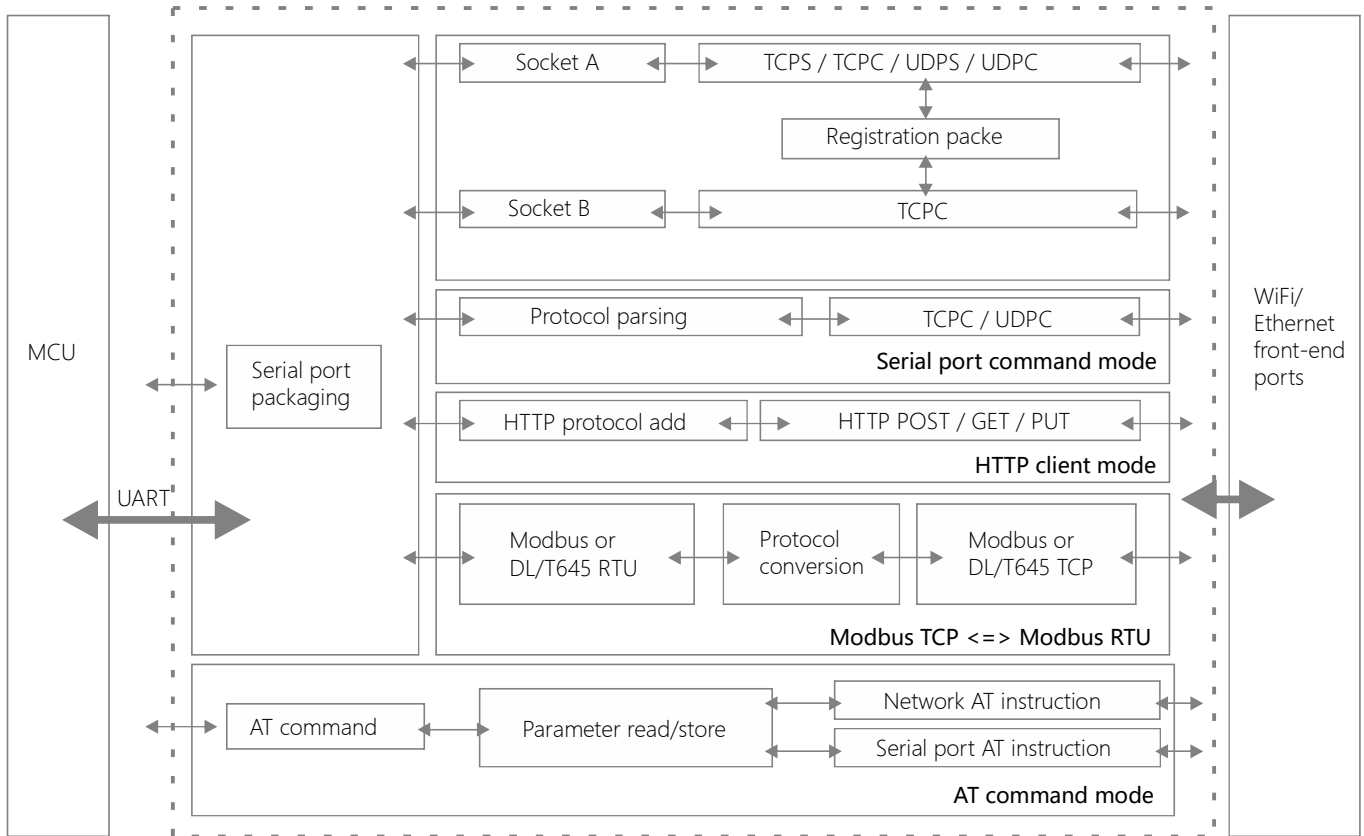 MCU
UART
Serial port
packaging
Socket A
TCPS / TCPC / UDPS / UDPC
Registration packe
Socket B
TCPC
Protocol parsing
TCPC / UDPC
Serial port command mode
HTTP protocol add
HTTP POST / GET / PUT
HTTP client mode
Modbus or
DL/T645 RTU
Protocol
conversion
Modbus or
DL/T645 TCP
Modbus TCP <=> Modbus RTU
AT command
Parameter read/store
Network AT instruction
Serial port AT instruction
AT command mode
WiFi/
Ethernet
front-end
ports